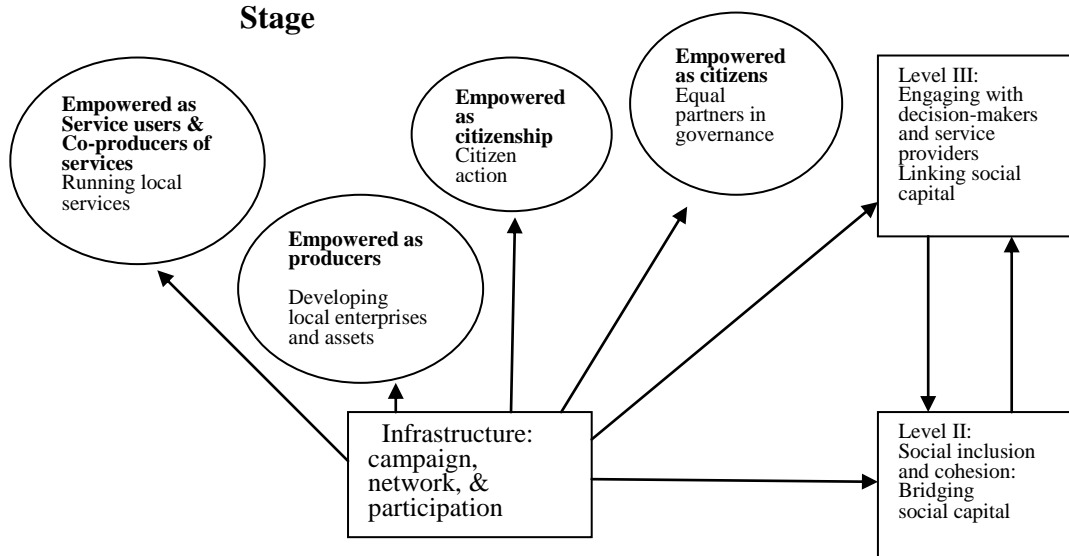 Stage
Empowered as
Service users &
Co-producers of
services
Running local
services
Empowered as
producers
Developing
local enterprises
and assets
Empowered
as
citizenship
Citizen
action
Empowered
as citizens
Equal
partners in
governance
Level III:
Engaging with
decision-makers
and service
providers
Linking social
capital
Infrastructure:
campaign,
network, &
participation
Level II:
Social inclusion
and cohesion:
Bridging
social capital